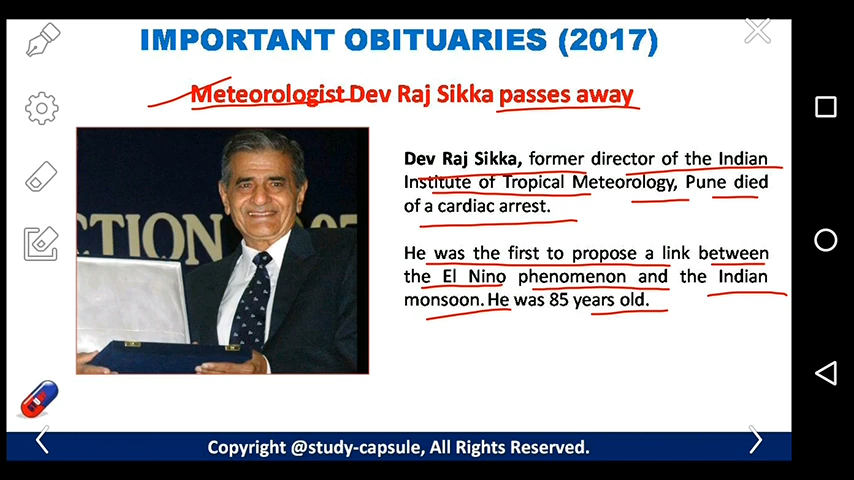 IMPORTANT OBITUARIES (2017)
Meteorologist Dev Raj Sikka passes away
Dev Raj Sikka, former director of the Indian
Institute of Tropical Meteorology, Pune died
of a cardiac arrest.
He was the first to propose a link between
the El Nino phenomenon and the Indian
monsoon. He was 85 years old.
CTION
Copyright @study-capsule, All Rights Reserved.